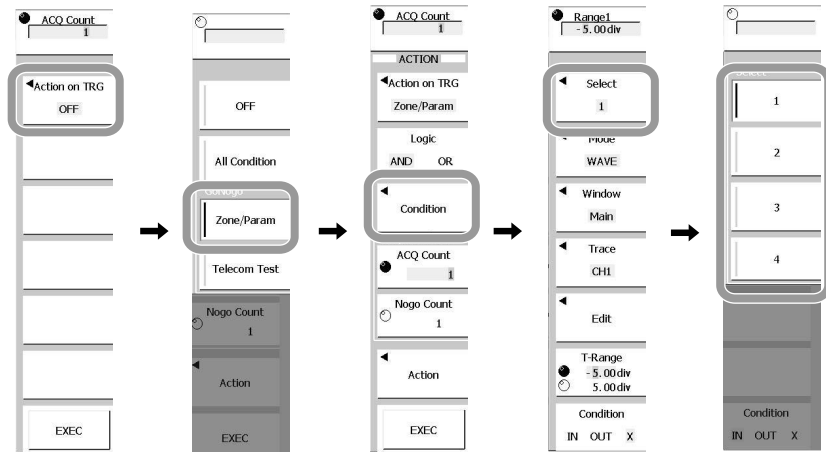 ACQ Count
1
Action on TRG
OFF
EXEC
OFF
All Condition
GO/Nogo
Zone/Param
Telecom Test
Nogo Count
1
Action
EXEC
ACQ Count
1
ACTION
Action on TRG
Zone/Param
Logic
AND OR
Condition
ACQ Count
1
Nogo Count
1
Action
EXEC
Range1
-5.00div
Select
1
Mode
WAVE
Window
Main
Trace
CH1
Edit
T-Range
-5.00div
5.00div
Condition
IN OUT X
Select
1
2
3
4
Condition
IN OUT X